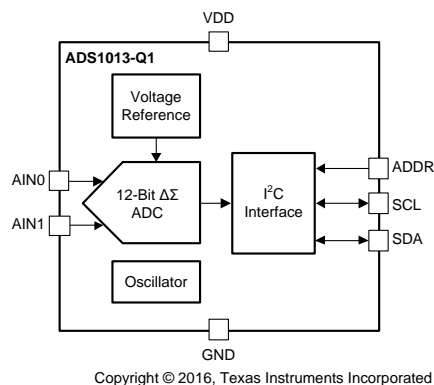 VDD
ADS1013-Q1
Voltage
Reference
AIN0
AIN1
12-Bit ΔΣ
ADC
I²C
Interface
ADDR
SCL
SDA
Oscillator
GND
Copyright © 2016, Texas Instruments Incorporated